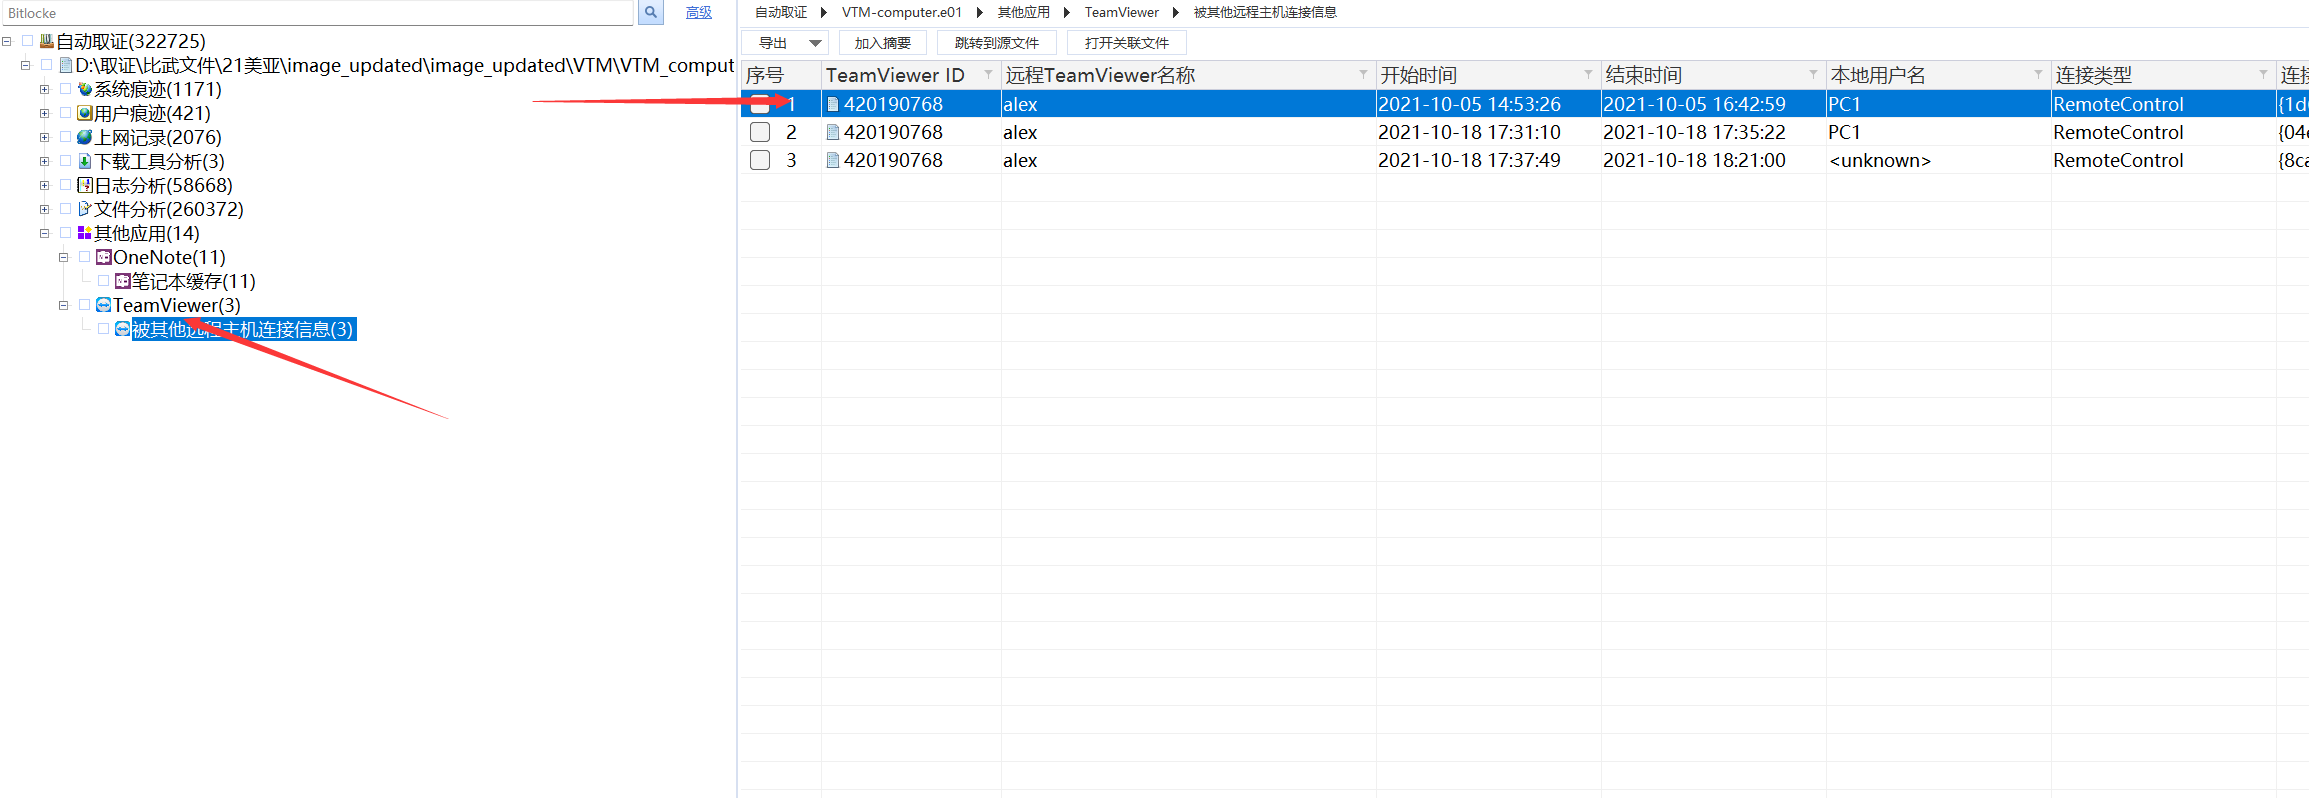 Bitlocke
高级
自动取证(322725)
D:\取证\比武文件\21美亚\image_updated\image_updated\VTM\VTM_comput
系统痕迹(1171)
用户痕迹(421)
上网记录(2076)
下载工具分析(3)
日志分析(58668)
文件分析(260372)
其他应用(14)
OneNote(11)
笔记本缓存(11)
TeamViewer(3)
被其他远程主机连接信息(3)
自动取证 VTM-computer.e01 其他应用 TeamViewer 被其他远程主机连接信息
导出 加入摘要 跳转到源文件 打开关联文件
序号 TeamViewer ID 远程TeamViewer名称 开始时间 结束时间 本地用户名 连接类型 连接
1 420190768 alex 2021-10-05 14:53:26 2021-10-05 16:42:59 PC1 RemoteControl {1d
2 420190768 alex 2021-10-18 17:31:10 2021-10-18 17:35:22 PC1 RemoteControl {04e
3 420190768 alex 2021-10-18 17:37:49 2021-10-18 18:21:00 <unknown> RemoteControl {8ca